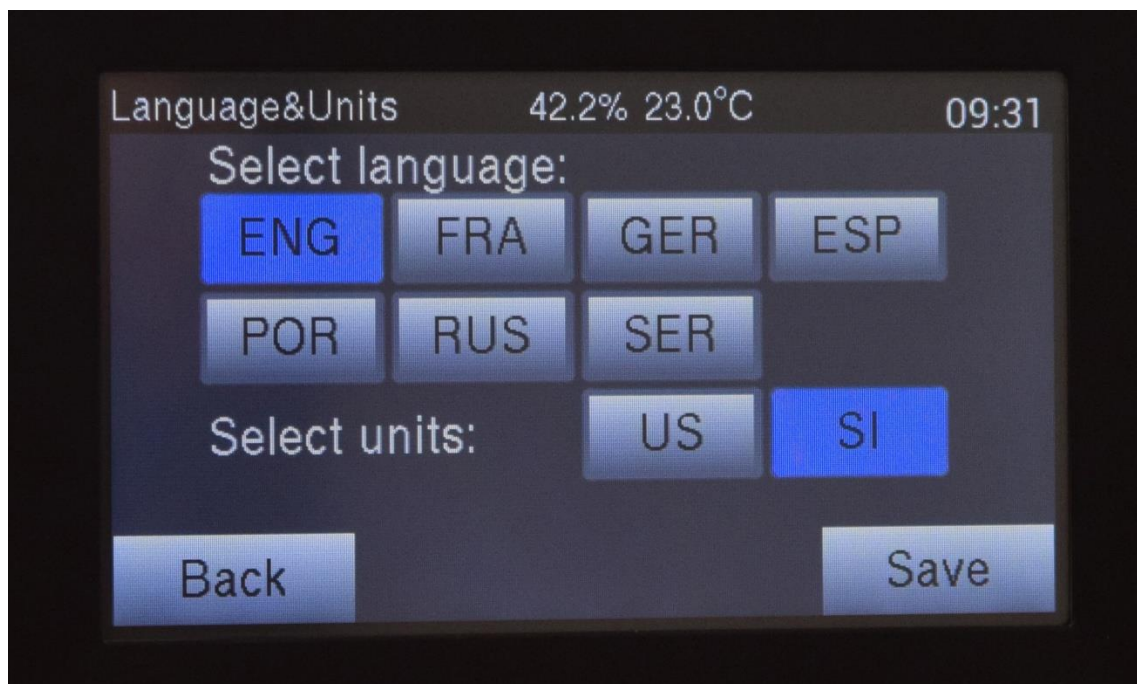 Language&Units 42.2% 23.0°C 09:31
Select language:
ENG FRA GER ESP
POR RUS SER
Select units: US SI
Back Save